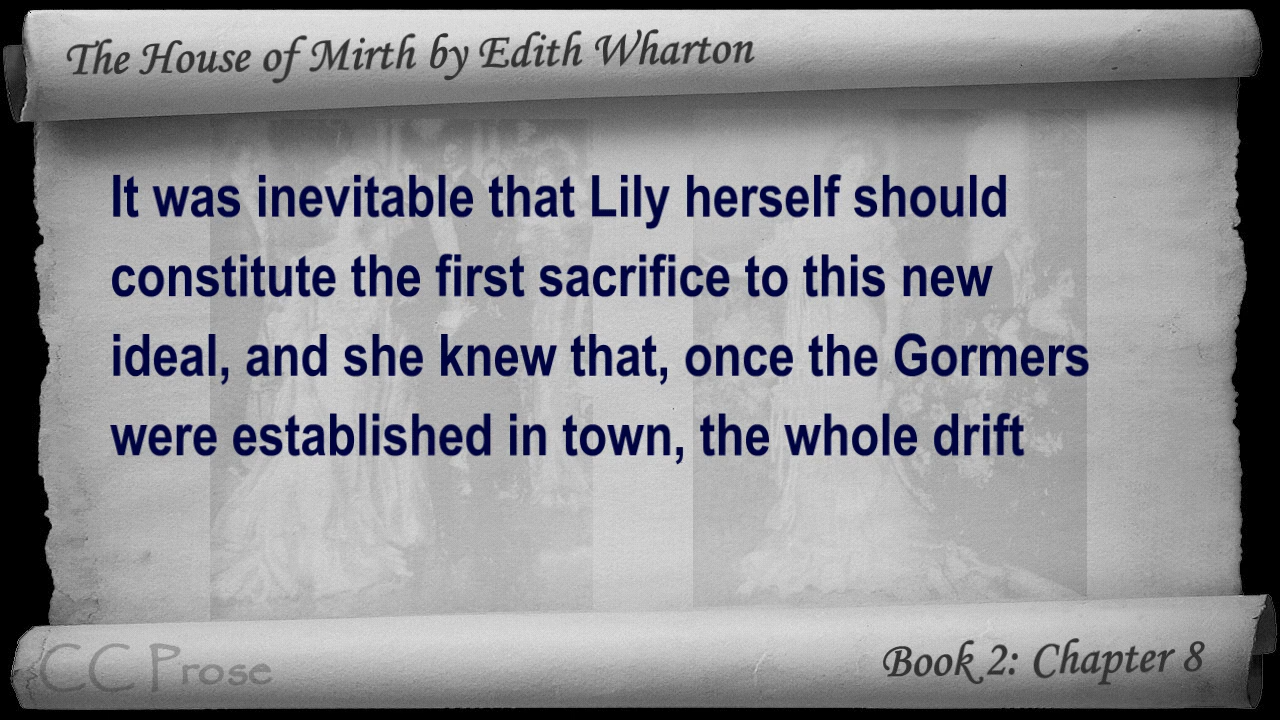 The House of Mirth by Edith Wharton
It was inevitable that Lily herself should
constitute the first sacrifice to this new
ideal, and she knew that, once the Gormers
were established in town, the whole drift
CC Prose
Book 2: Chapter 8